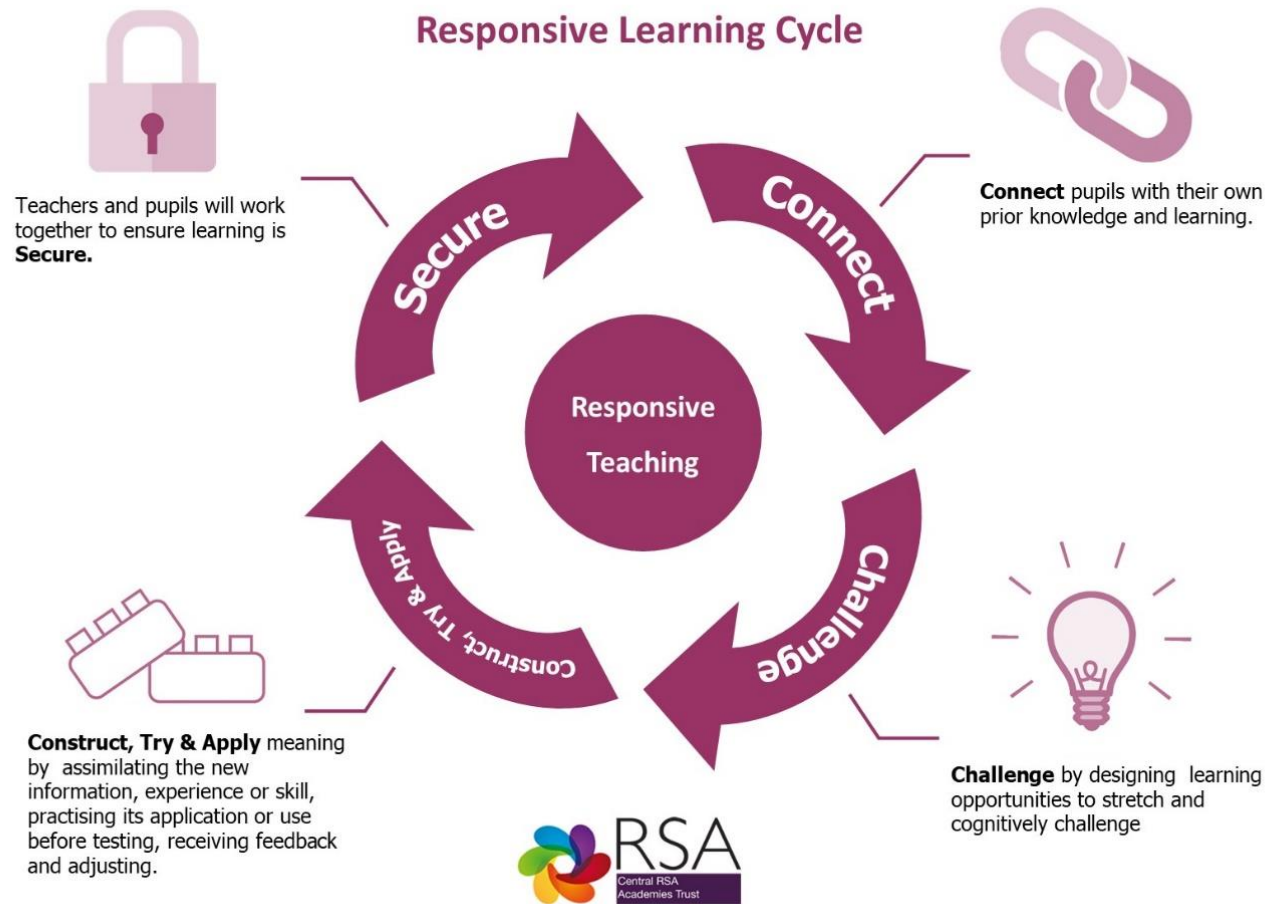 Responsive Learning Cycle
Teachers and pupils will work
together to ensure learning is
Secure.
Secure
Connect
Connect pupils with their own
prior knowledge and learning.
Responsive
Teaching
Construct, Try & Apply
Challenge
Construct, Try & Apply meaning
by assimilating the new
information, experience or skill,
practising its application or use
before testing, receiving feedback
and adjusting.
Challenge by designing learning
opportunities to stretch and
cognitively challenge
RSA
Central RSA
Academies Trust